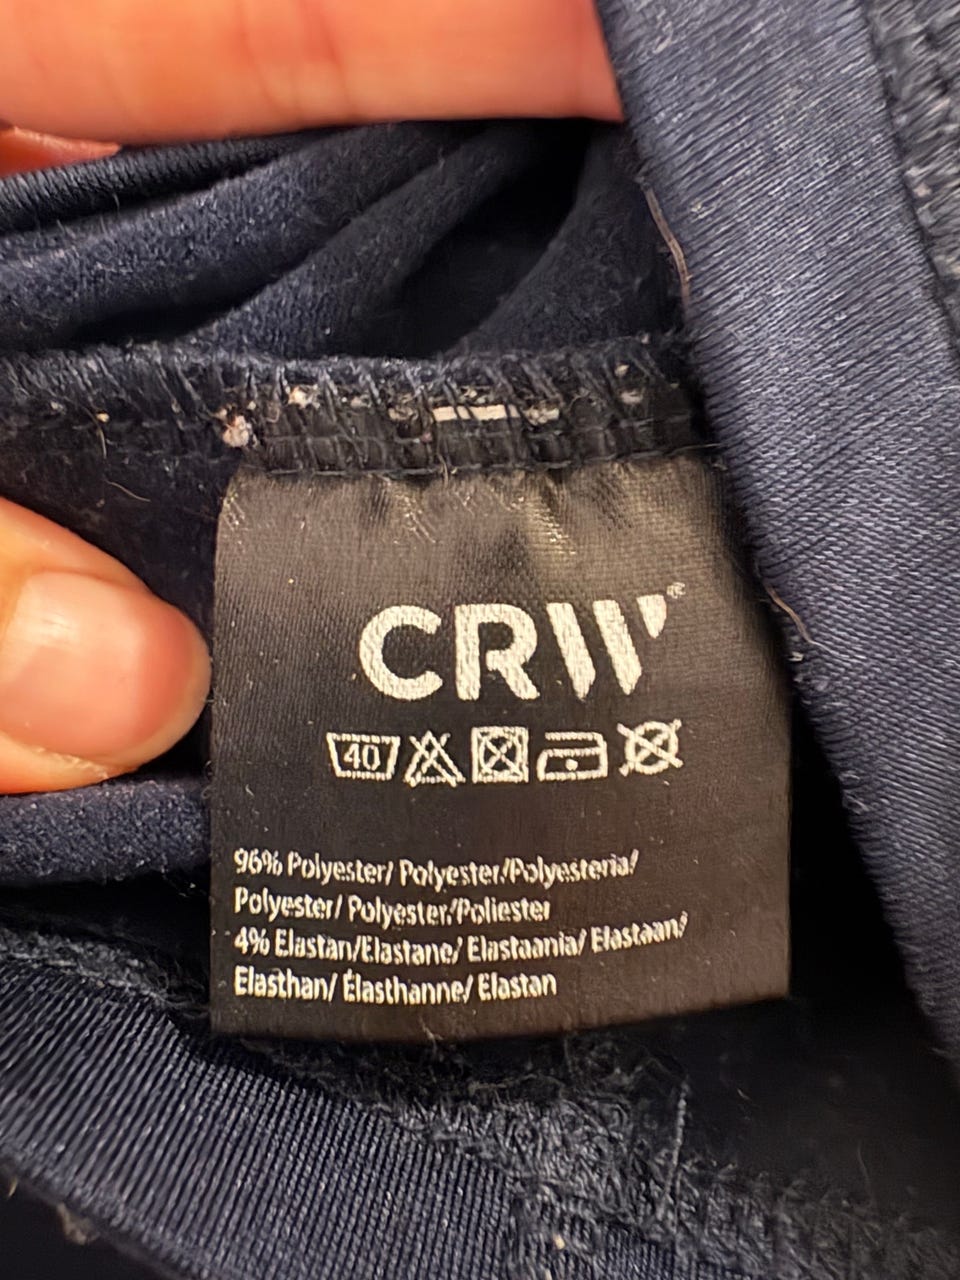 CRW®
40
96% Polyester/ Polyester/Polyesteria/
Polyester/ Polyester/Poliester
4% Elastan/Elastane/ Elastaania/ Elastaan/
Elasthan/ Élasthanne/ Elastan